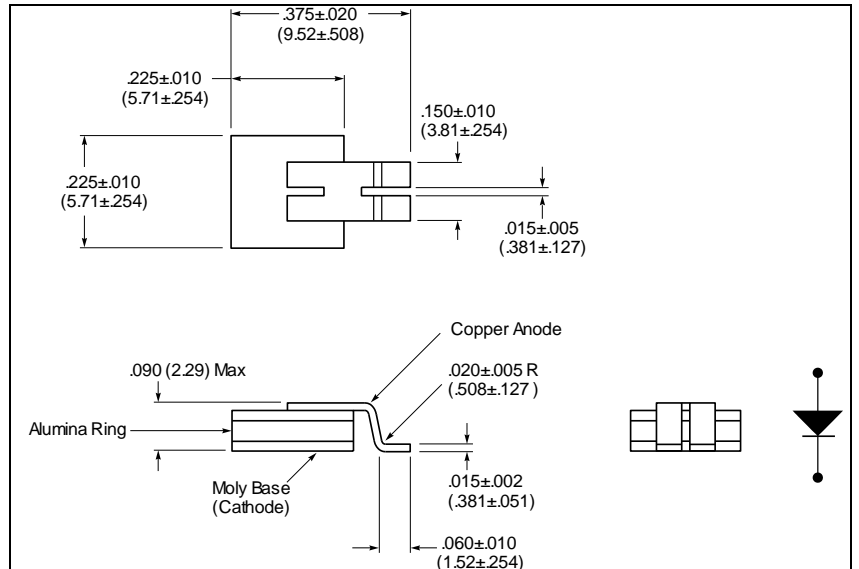 .375±.020
(9.52±.508)
.225±.010
(5.71±.254)
.150±.010
(3.81±.254)
.225±.010
(5.71±.254)
.015±.005
(.381±.127)
Copper Anode
.090 (2.29) Max
.020±.005 R
(.508±.127 )
Alumina Ring
Moly Base
(Cathode)
.015±.002
(.381±.051)
.060±.010
(1.52±.254)